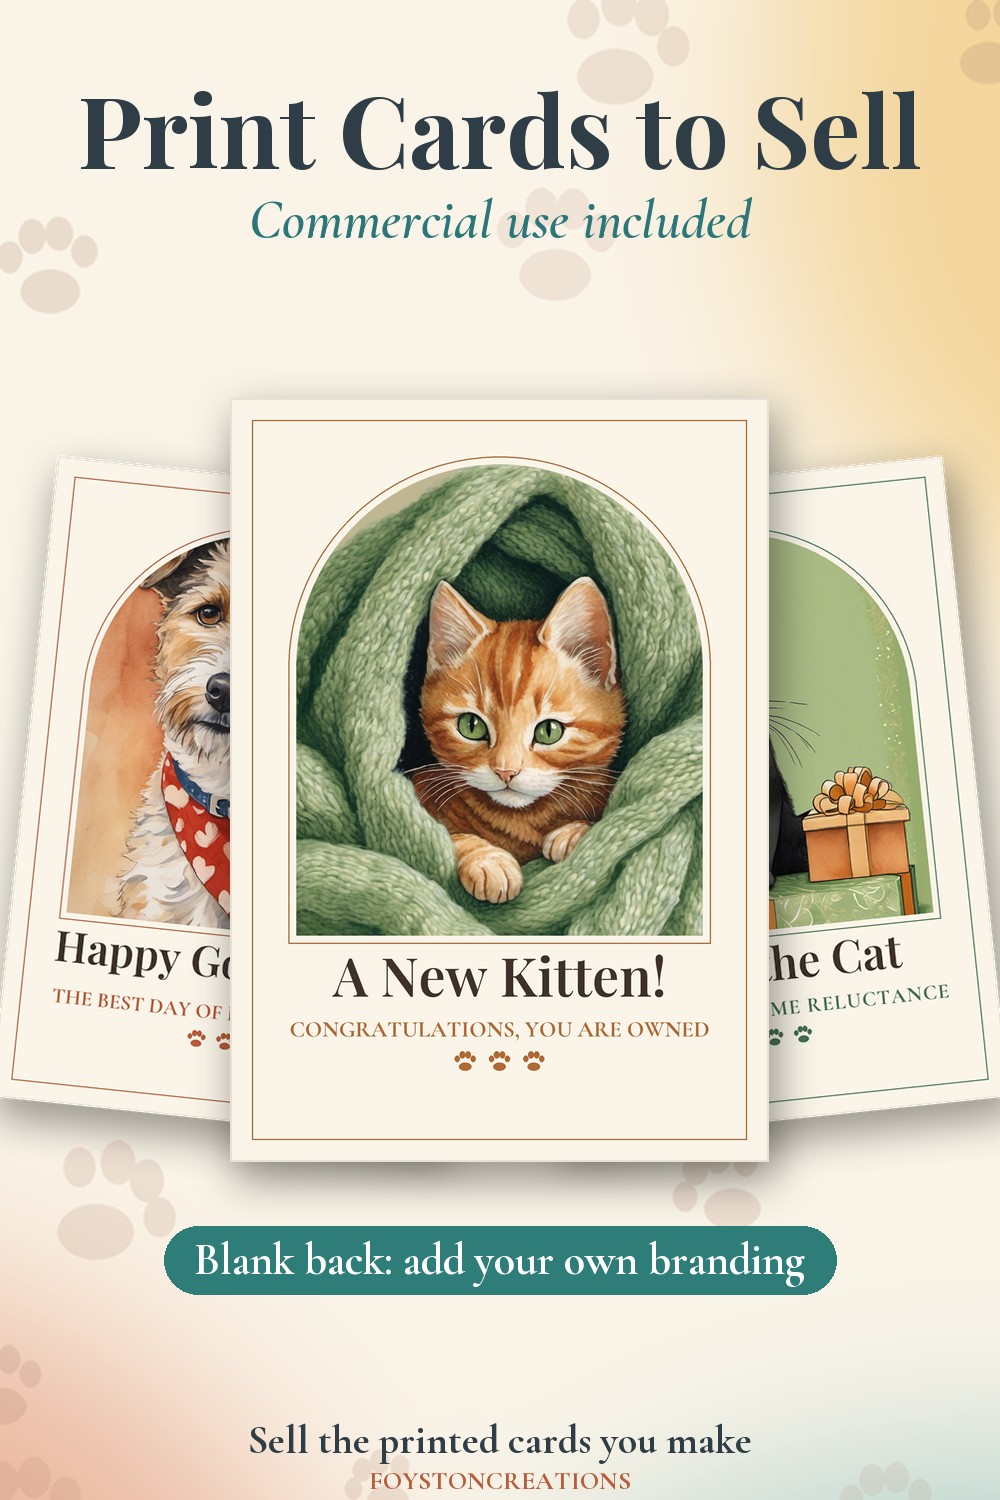 Print Cards to Sell
Commercial use included
Happy
THE BEST DAY OF
A New Kitten!
CONGRATULATIONS, YOU ARE OWNED
the Cat
ME RELUCTANCE
Blank back: add your own branding
Sell the printed cards you make
FOYSTONCREATIONS